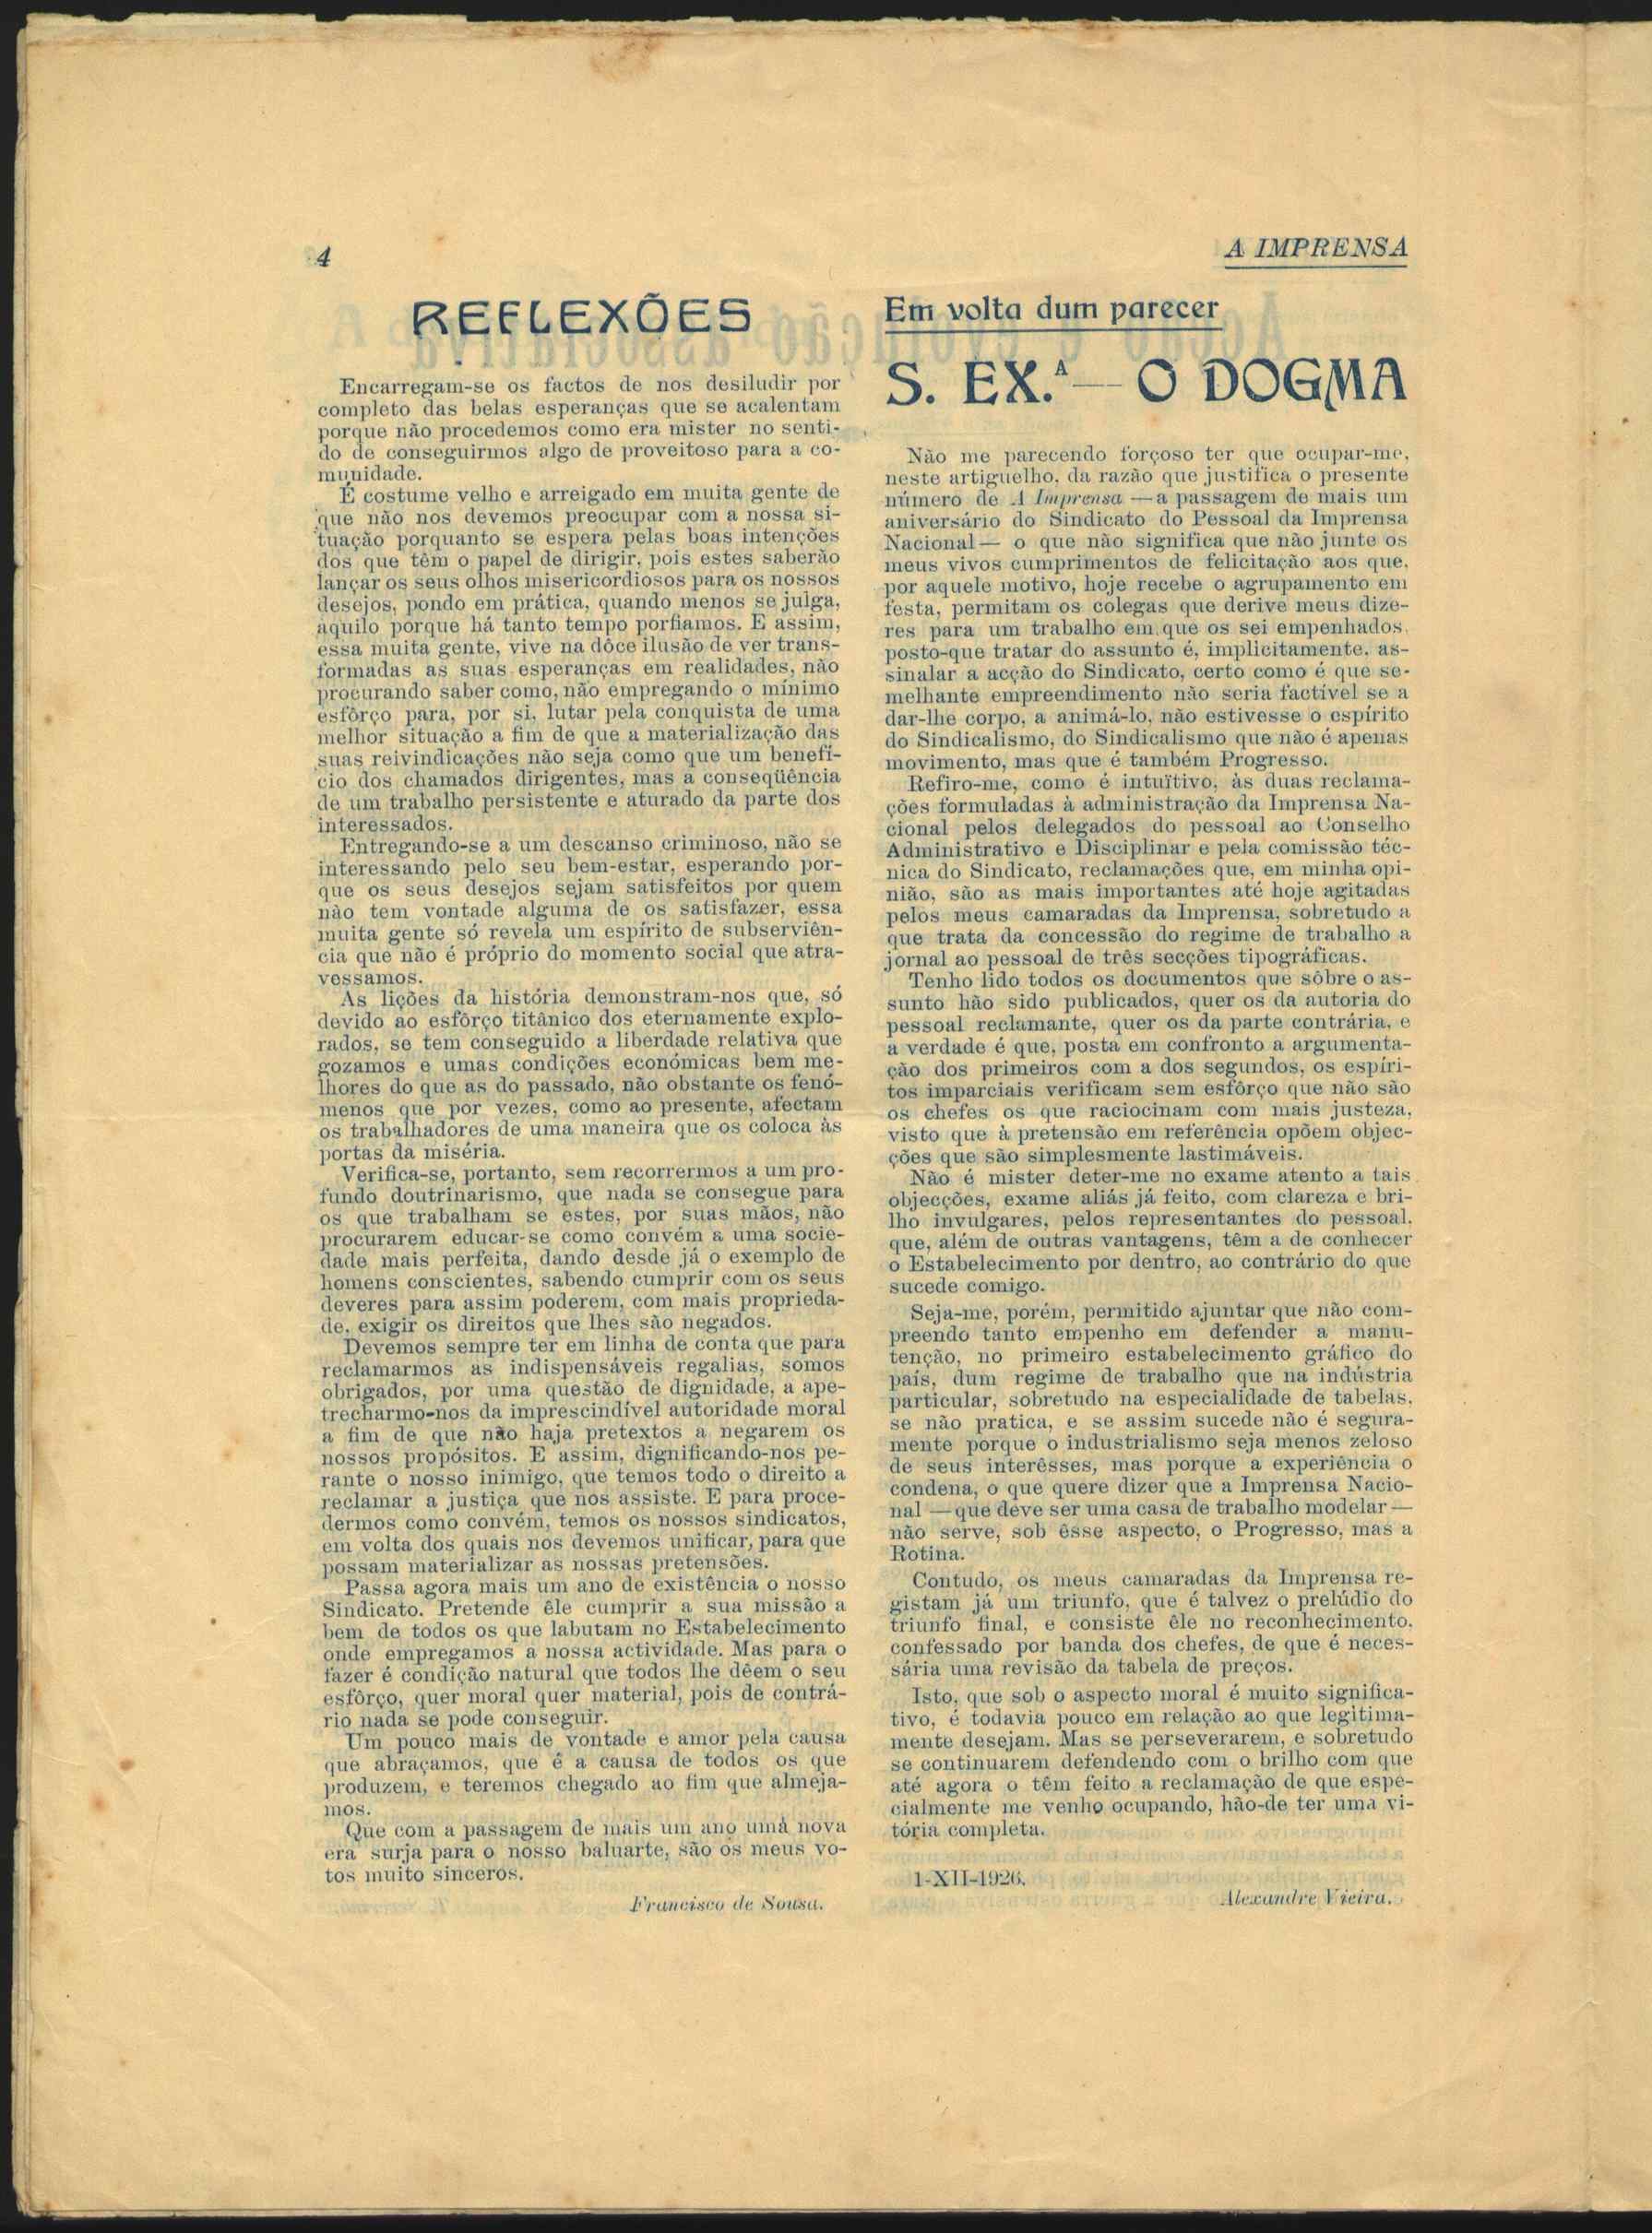 4
A IMPRENSA
REFLEXÕES
Encarregam-se os factos de nos desiludir por
completo das belas esperanças que se acalentam
porque não procedemos como era mister no senti-
do de conseguirmos algo de proveitoso para a co-
munidade.
É costume velho e arreigado em muita gente de
que não nos devemos preocupar com a nossa si-
tuação porquanto se espera pelas boas intenções
dos que têm o papel de dirigir, pois estes saberão
lançar os seus olhos misericordiosos para os nossos
desejos, pondo em prática, quando menos se julga,
aquilo porque há tanto tempo porfiamos. E assim,
essa muita gente, vive na dôce ilusão de ver trans-
formadas as suas esperanças em realidades, não
procurando saber como, não empregando o mínimo
esfôrço para, por si, lutar pela conquista de uma
melhor situação a fim de que a materialização das
suas reivindicações não seja como que um benefí-
cio dos chamados dirigentes, mas a conseqüência
de um trabalho persistente e aturado da parte dos
interessados.
Entregando-se a um descanso criminoso, não se
interessando pelo seu bem-estar, esperando por-
que os seus desejos sejam satisfeitos por quem
não tem vontade alguma de os satisfazer, essa
muita gente só revela um espírito de subserviên-
cia que não é próprio do momento social que atra-
vessamos.
As lições da história demonstram-nos que, só
devido ao esfôrço titânico dos eternamente explo-
rados, se tem conseguido a liberdade relativa que
gozamos e umas condições económicas bem me-
lhores do que as do passado, não obstante os fenó-
menos que por vezes, como ao presente, afectam
os trabalhadores de uma maneira que os coloca às
portas da miséria.
Verifica-se, portanto, sem recorrermos a um pro-
fundo doutrinarismo, que nada se consegue para
os que trabalham se estes, por suas mãos, não
procurarem educar-se como convém a uma socie-
dade mais perfeita, dando desde já o exemplo de
homens conscientes, sabendo cumprir com os seus
deveres para assim poderem, com mais proprieda-
de, exigir os direitos que lhes são negados.
Devemos sempre ter em linha de conta que para
reclamarmos as indispensáveis regalias, somos
obrigados, por uma questão de dignidade, a ape-
trecharmo-nos da imprescindível autoridade moral
a fim de que não haja pretextos a negarem os
nossos propósitos. E assim, dignificando-nos pe-
rante o nosso inimigo, que temos todo o direito a
reclamar a justiça que nos assiste. E para proce-
dermos como convém, temos os nossos sindicatos,
em volta dos quais nos devemos unificar, para que
possam materializar as nossas pretensões.
Passa agora mais um ano de existência o nosso
Sindicato. Pretende êle cumprir a sua missão a
bem de todos os que labutam no Estabelecimento
onde empregamos a nossa actividade. Mas para o
fazer é condição natural que todos lhe dêem o seu
esfôrço, quer moral quer material, pois de contrá-
rio nada se pode conseguir.
Um pouco mais de vontade e amor pela causa
que abraçamos, que é a causa de todos os que
produzem, e teremos chegado ao fim que almeja-
mos.
Que com a passagem de mais um ano uma nova
era surja para o nosso baluarte, são os meus vo-
tos muito sinceros.
Francisco de Sousa.
Em volta dum parecer
S. EX.ª — O DOGMA
Não me parecendo forçoso ter que ocupar-me,
neste artiguelho, da razão que justifica o presente
número de A Imprensa — a passagem de mais um
aniversário do Sindicato do Pessoal da Imprensa
Nacional — o que não significa que não junte os
meus vivos cumprimentos de felicitação aos que,
por aquele motivo, hoje recebe o agrupamento em
festa, permitam os colegas que derive meus dize-
res para um trabalho em que os sei empenhados,
posto-que tratar do assunto é, implicitamente, as-
sinalar a acção do Sindicato, certo como é que se-
melhante empreendimento não seria factível se a
dar-lhe corpo, a animá-lo, não estivesse o espírito
do Sindicalismo, do Sindicalismo que não é apenas
movimento, mas que é também Progresso.
Refiro-me, como é intuïtivo, às duas reclama-
ções formuladas à administração da Imprensa Na-
cional pelos delegados do pessoal ao Conselho
Administrativo e Disciplinar e pela comissão téc-
nica do Sindicato, reclamações que, em minha opi-
nião, são as mais importantes até hoje agitadas
pelos meus camaradas da Imprensa, sobretudo a
que trata da concessão do regime de trabalho a
jornal ao pessoal de três secções tipográficas.
Tenho lido todos os documentos que sôbre o as-
sunto hão sido publicados, quer os da autoria do
pessoal reclamante, quer os da parte contrária, e
a verdade é que, posta em confronto a argumenta-
ção dos primeiros com a dos segundos, os espíri-
tos imparciais verificam sem esfôrço que não são
os chefes os que raciocinam com mais justeza,
visto que à pretensão em referência opõem objec-
ções que são simplesmente lastimáveis.
Não é mister deter-me no exame atento a tais
objecções, exame aliás já feito, com clareza e bri-
lho invulgares, pelos representantes do pessoal,
que, além de outras vantagens, têm a de conhecer
o Estabelecimento por dentro, ao contrário do que
sucede comigo.
Seja-me, porém, permitido ajuntar que não com-
preendo tanto empenho em defender a manu-
tenção, no primeiro estabelecimento gráfico do
país, dum regime de trabalho que na indústria
particular, sobretudo na especialidade de tabelas,
se não pratica, e se assim sucede não é segura-
mente porque o industrialismo seja menos zeloso
de seus interêsses, mas porque a experiência o
condena, o que quere dizer que a Imprensa Nacio-
nal — que deve ser uma casa de trabalho modelar —
não serve, sob êsse aspecto, o Progresso, mas a
Rotina.
Contudo, os meus camaradas da Imprensa re-
gistam já um triunfo, que é talvez o prelúdio do
triunfo final, e consiste êle no reconhecimento,
confessado por banda dos chefes, de que é neces-
sária uma revisão da tabela de preços.
Isto, que sob o aspecto moral é muito significa-
tivo, é todavia pouco em relação ao que legitima-
mente desejam. Mas se perseverarem, e sobretudo
se continuarem defendendo com o brilho com que
até agora o têm feito a reclamação de que espe-
cialmente me venho ocupando, hão-de ter uma vi-
tória completa.
1-XII-1926.
Alexandre Vieira.